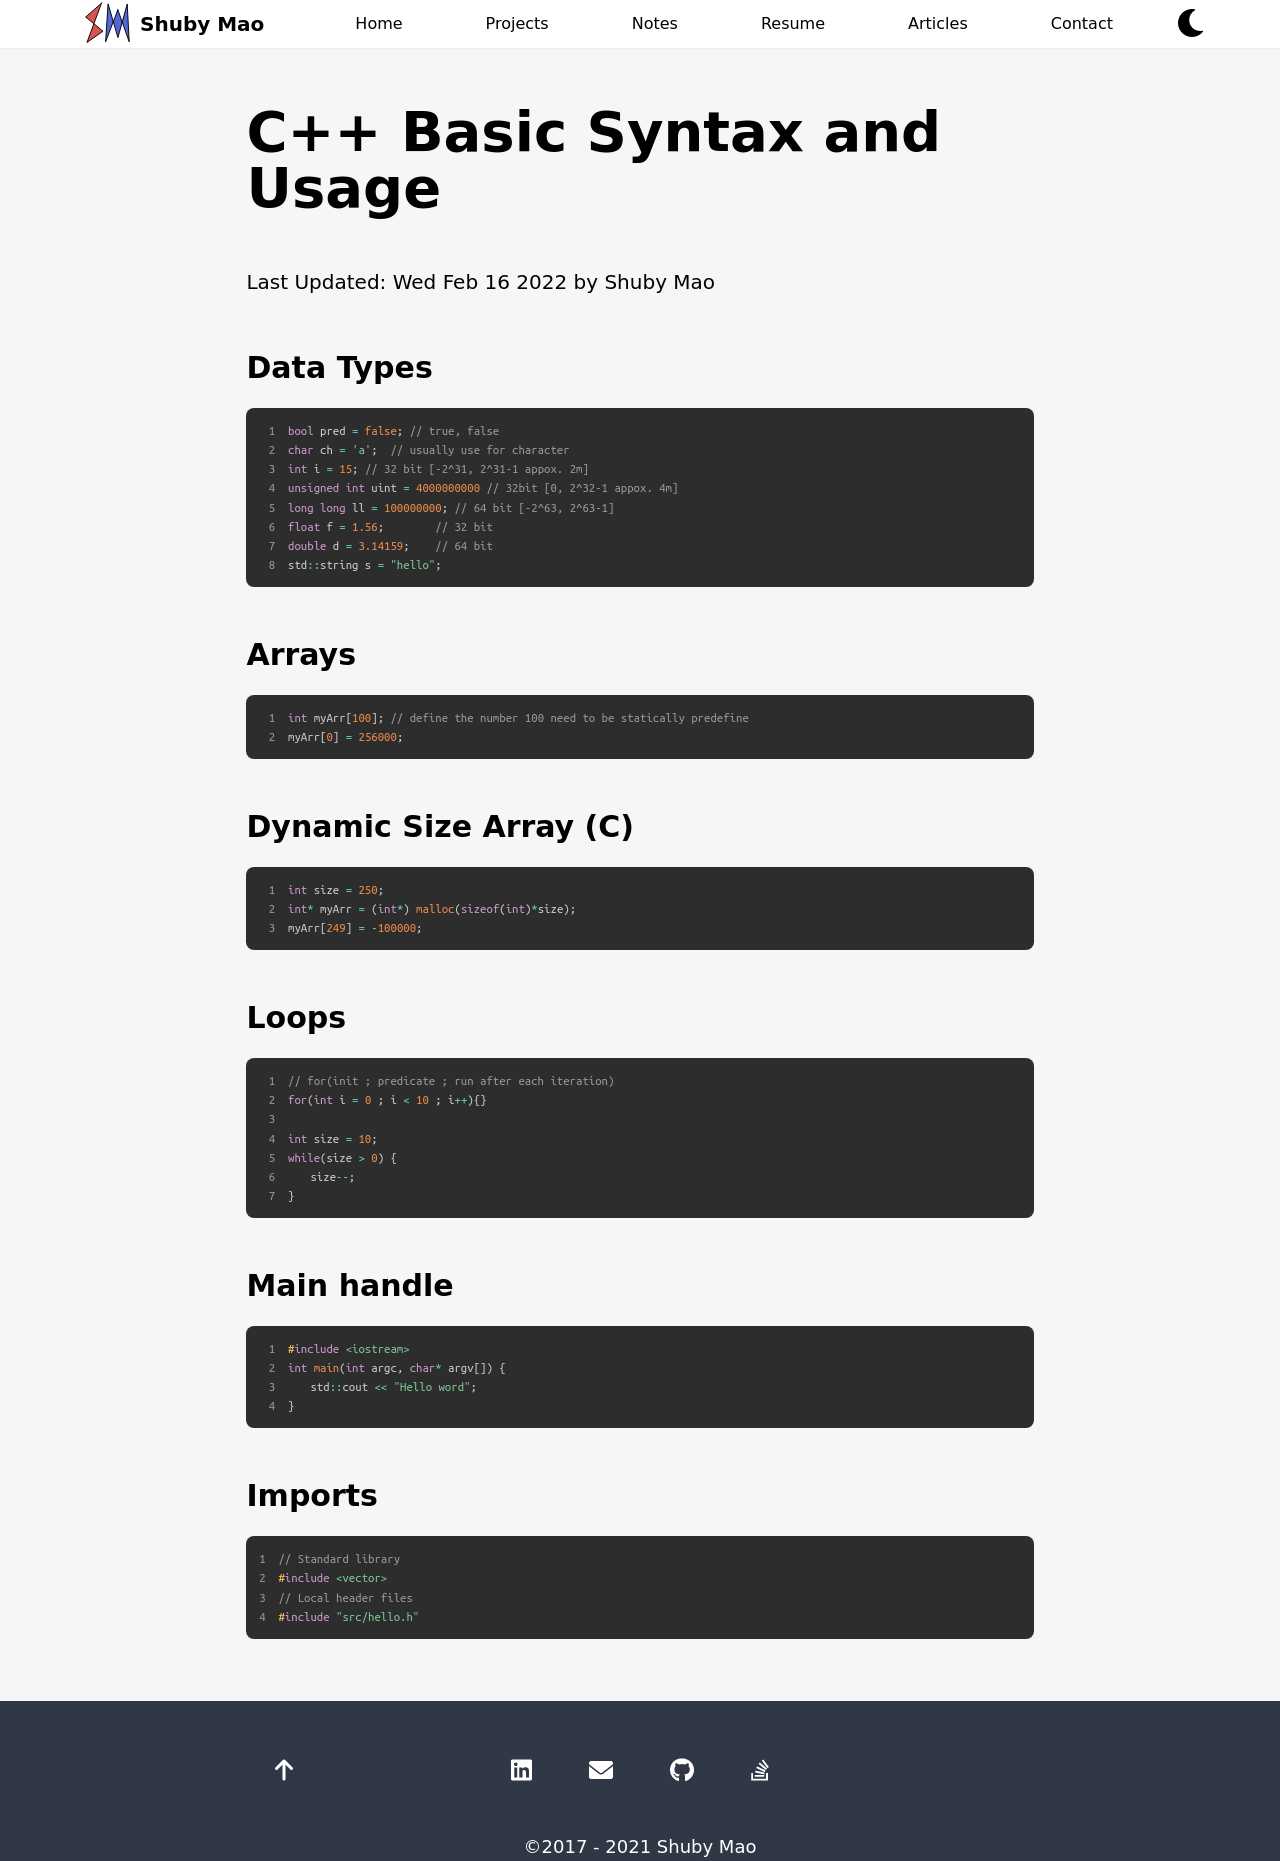 Shuby Mao Home Projects Notes Resume Articles Contact
C++ Basic Syntax and
Usage
Last Updated: Wed Feb 16 2022 by Shuby Mao
Data Types
1 bool pred = false; // true, false
2 char ch = 'a';  // usually use for character
3 int i = 15; // 32 bit [-2^31, 2^31-1 appox. 2m]
4 unsigned int uint = 4000000000 // 32bit [0, 2^32-1 appox. 4m]
5 long long ll = 100000000; // 64 bit [-2^63, 2^63-1]
6 float f = 1.56;        // 32 bit
7 double d = 3.14159;    // 64 bit
8 std::string s = "hello";
Arrays
1 int myArr[100]; // define the number 100 need to be statically predefine
2 myArr[0] = 256000;
Dynamic Size Array (C)
1 int size = 250;
2 int* myArr = (int*) malloc(sizeof(int)*size);
3 myArr[249] = -100000;
Loops
1 // for(init ; predicate ; run after each iteration)
2 for(int i = 0 ; i < 10 ; i++){}
3
4 int size = 10;
5 while(size > 0) {
6    size--;
7 }
Main handle
1 #include <iostream>
2 int main(int argc, char* argv[]) {
3    std::cout << "Hello word";
4 }
Imports
1 // Standard library
2 #include <vector>
3 // Local header files
4 #include "src/hello.h"
©2017 - 2021 Shuby Mao